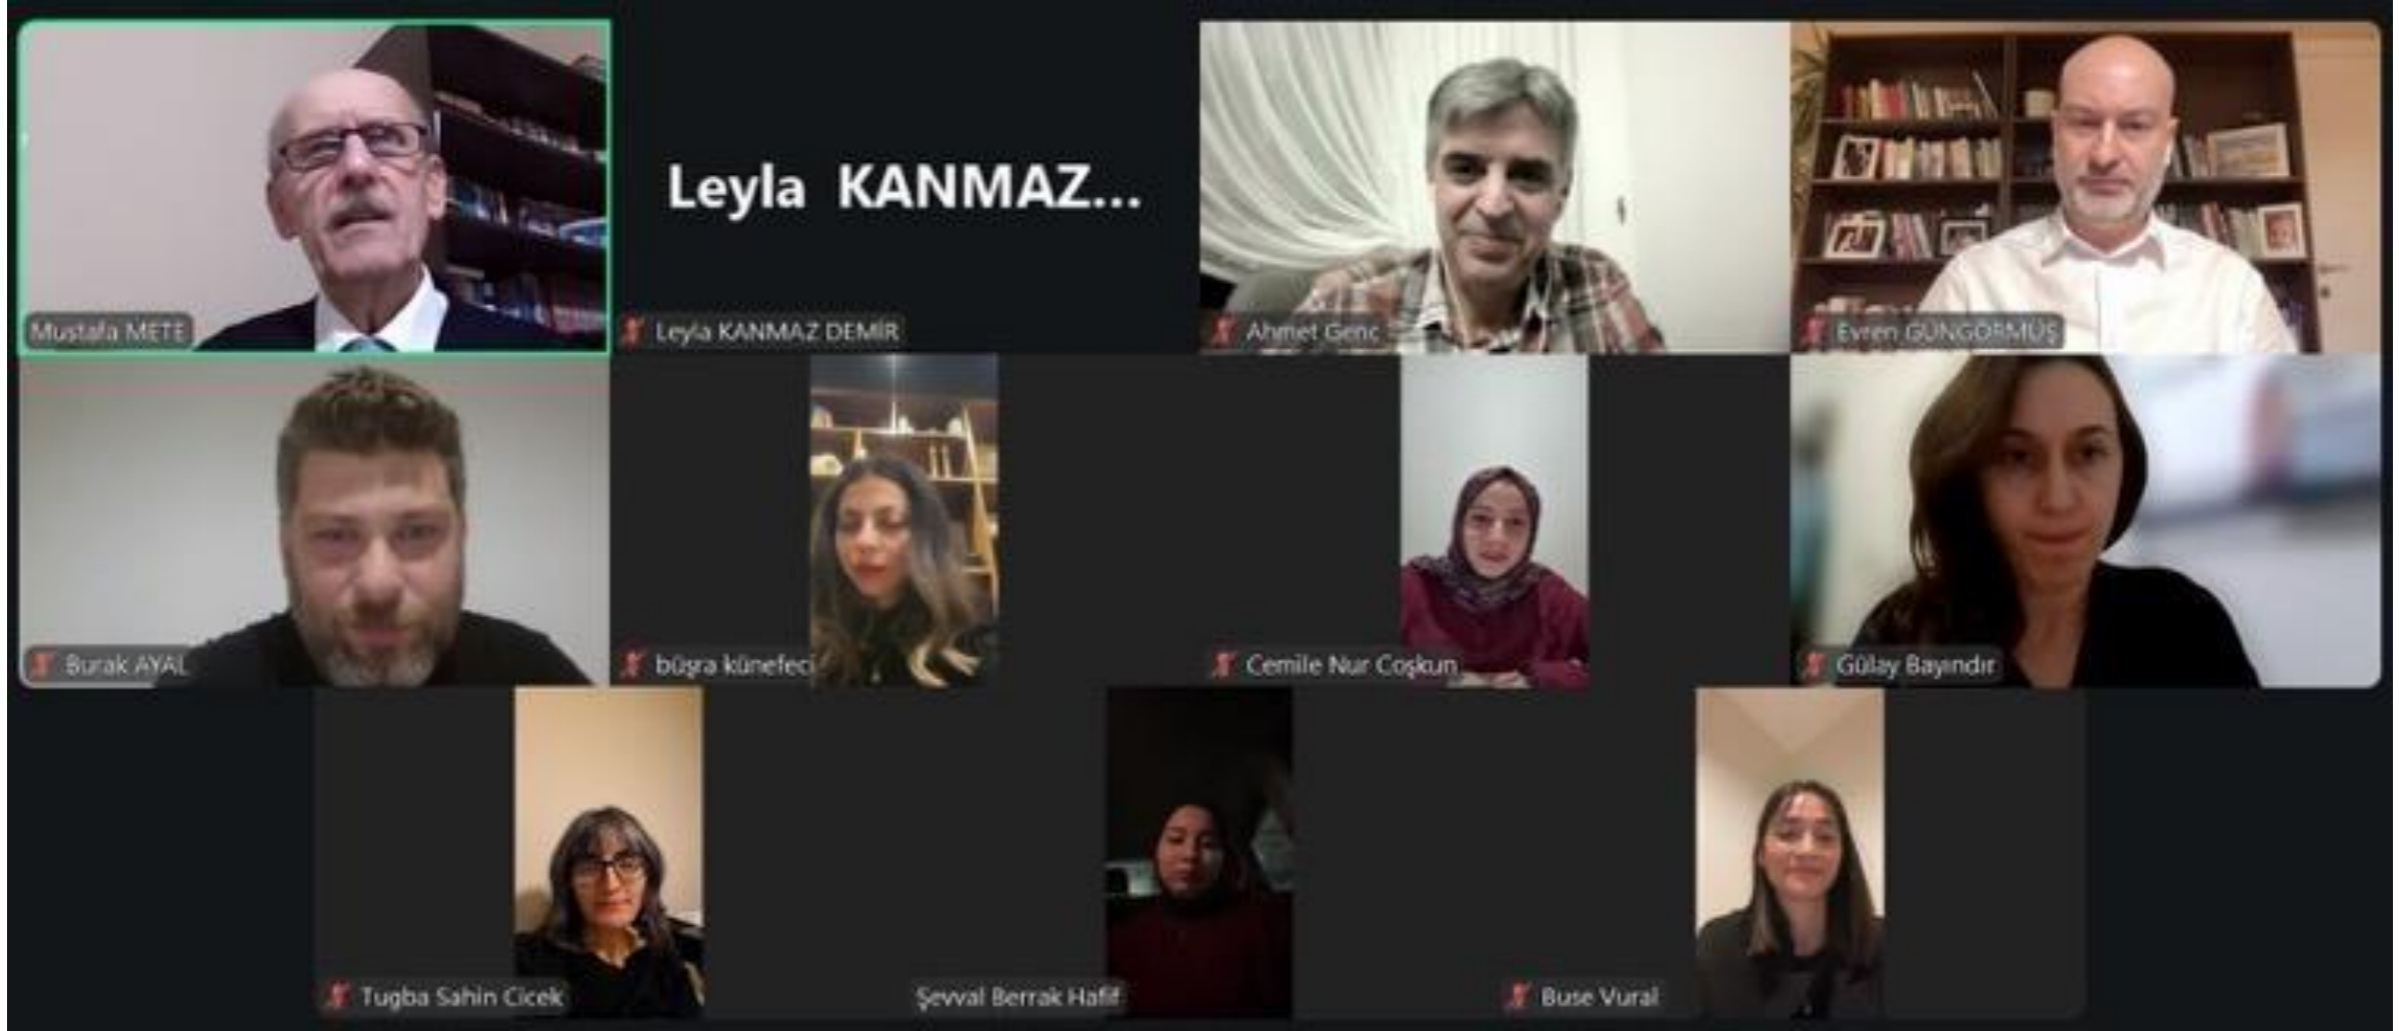 Leyla KANMAZ...
Mustafa METE
Leyla KANMAZ DEMİR
Ahmet Genc
Evren GÜNGÖRMÜŞ
Burak AYAL
büşra künefeci
Cemile Nur Coşkun
Gülay Bayındır
Tugba Sahin Cicek
Şevval Berrak Hafif
Buse Vural